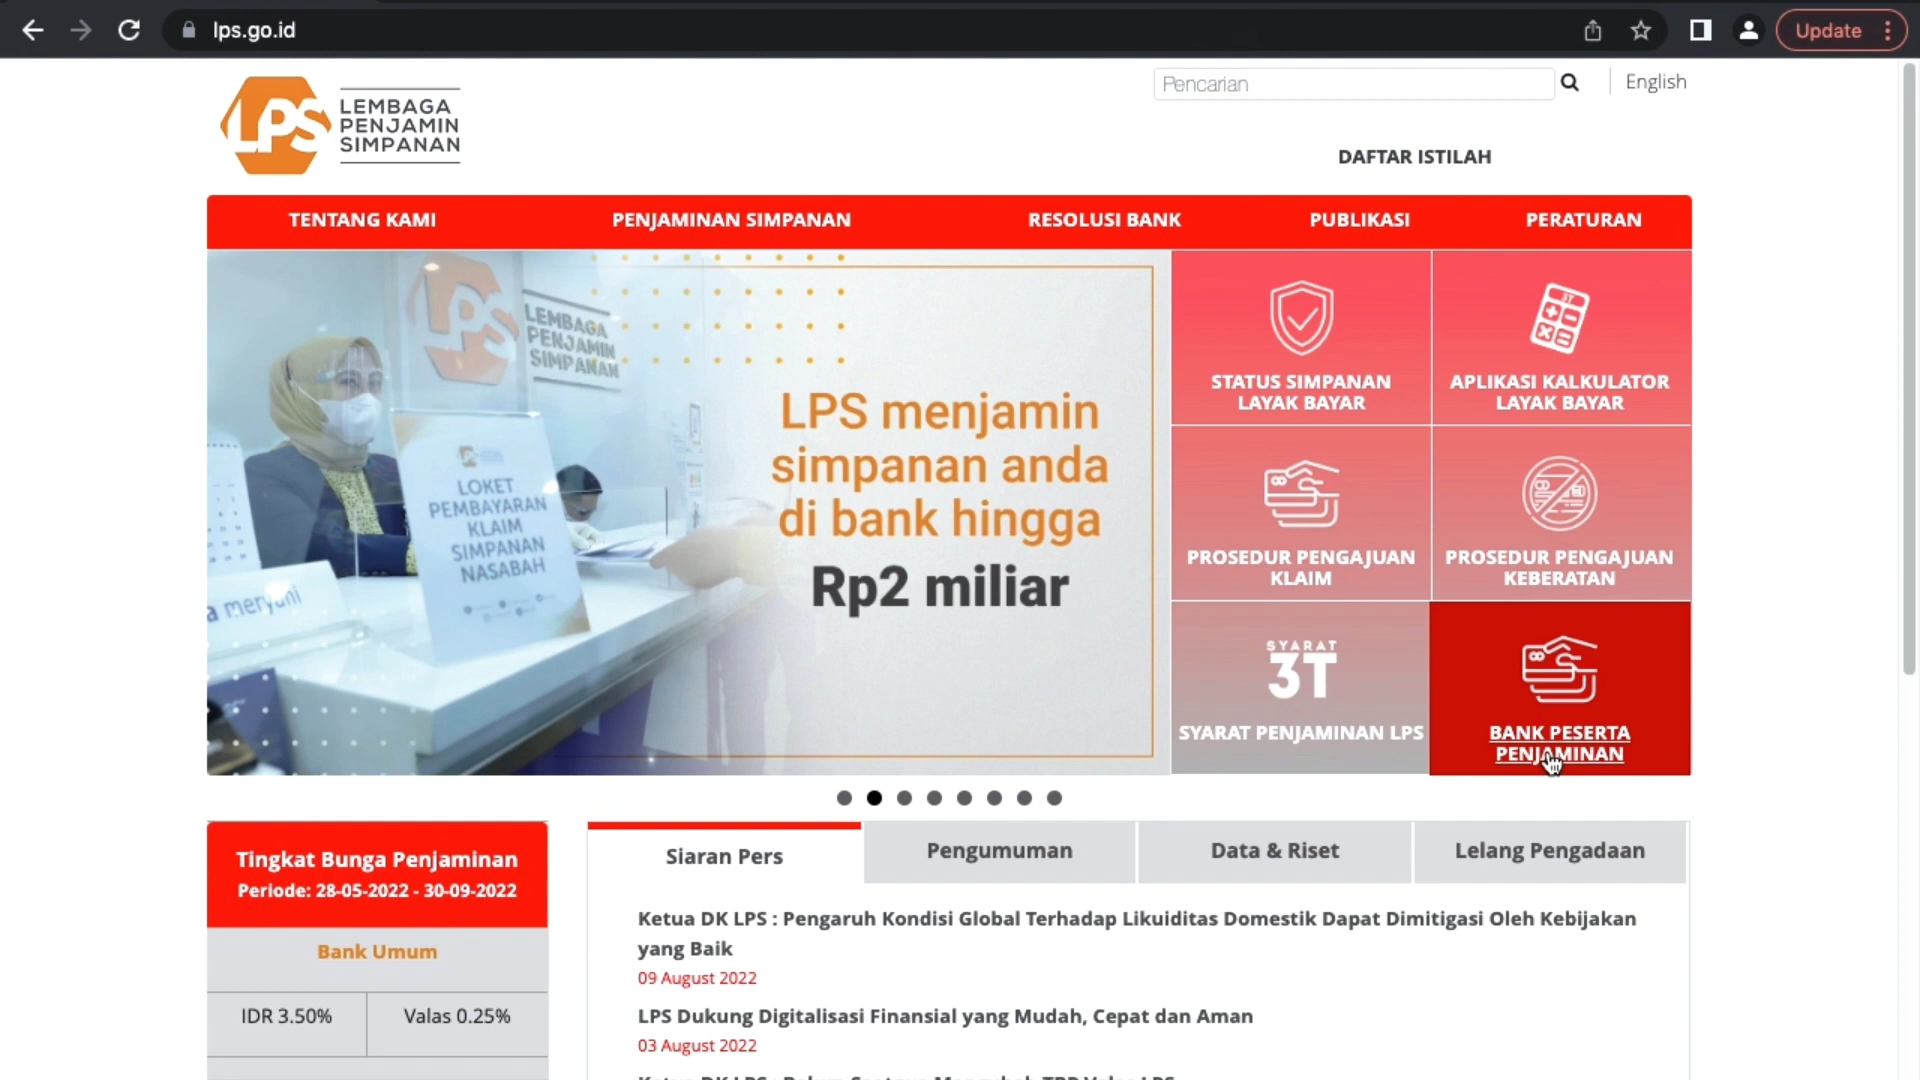 lps.go.id
Update
LPS
LEMBAGA
PENJAMIN
SIMPANAN
Pencarian
English
DAFTAR ISTILAH
TENTANG KAMI
PENJAMINAN SIMPANAN
RESOLUSI BANK
PUBLIKASI
PERATURAN
LPS
LEMBAGA
PENJAMIN
SIMPANAN
LOKET
PEMBAYARAN
KLAIM
SIMPANAN
NASABAH
a meryuni
LPS menjamin
simpanan anda
di bank hingga
Rp2 miliar
STATUS SIMPANAN
LAYAK BAYAR
APLIKASI KALKULATOR
LAYAK BAYAR
PROSEDUR PENGAJUAN
KLAIM
PROSEDUR PENGAJUAN
KEBERATAN
SYARAT
3T
SYARAT PENJAMINAN LPS
BANK PESERTA
PENJAMINAN
Tingkat Bunga Penjaminan
Periode: 28-05-2022 - 30-09-2022
Bank Umum
IDR 3.50%
Valas 0.25%
Siaran Pers
Pengumuman
Data & Riset
Lelang Pengadaan
Ketua DK LPS : Pengaruh Kondisi Global Terhadap Likuiditas Domestik Dapat Dimitigasi Oleh Kebijakan
yang Baik
09 August 2022
LPS Dukung Digitalisasi Finansial yang Mudah, Cepat dan Aman
03 August 2022